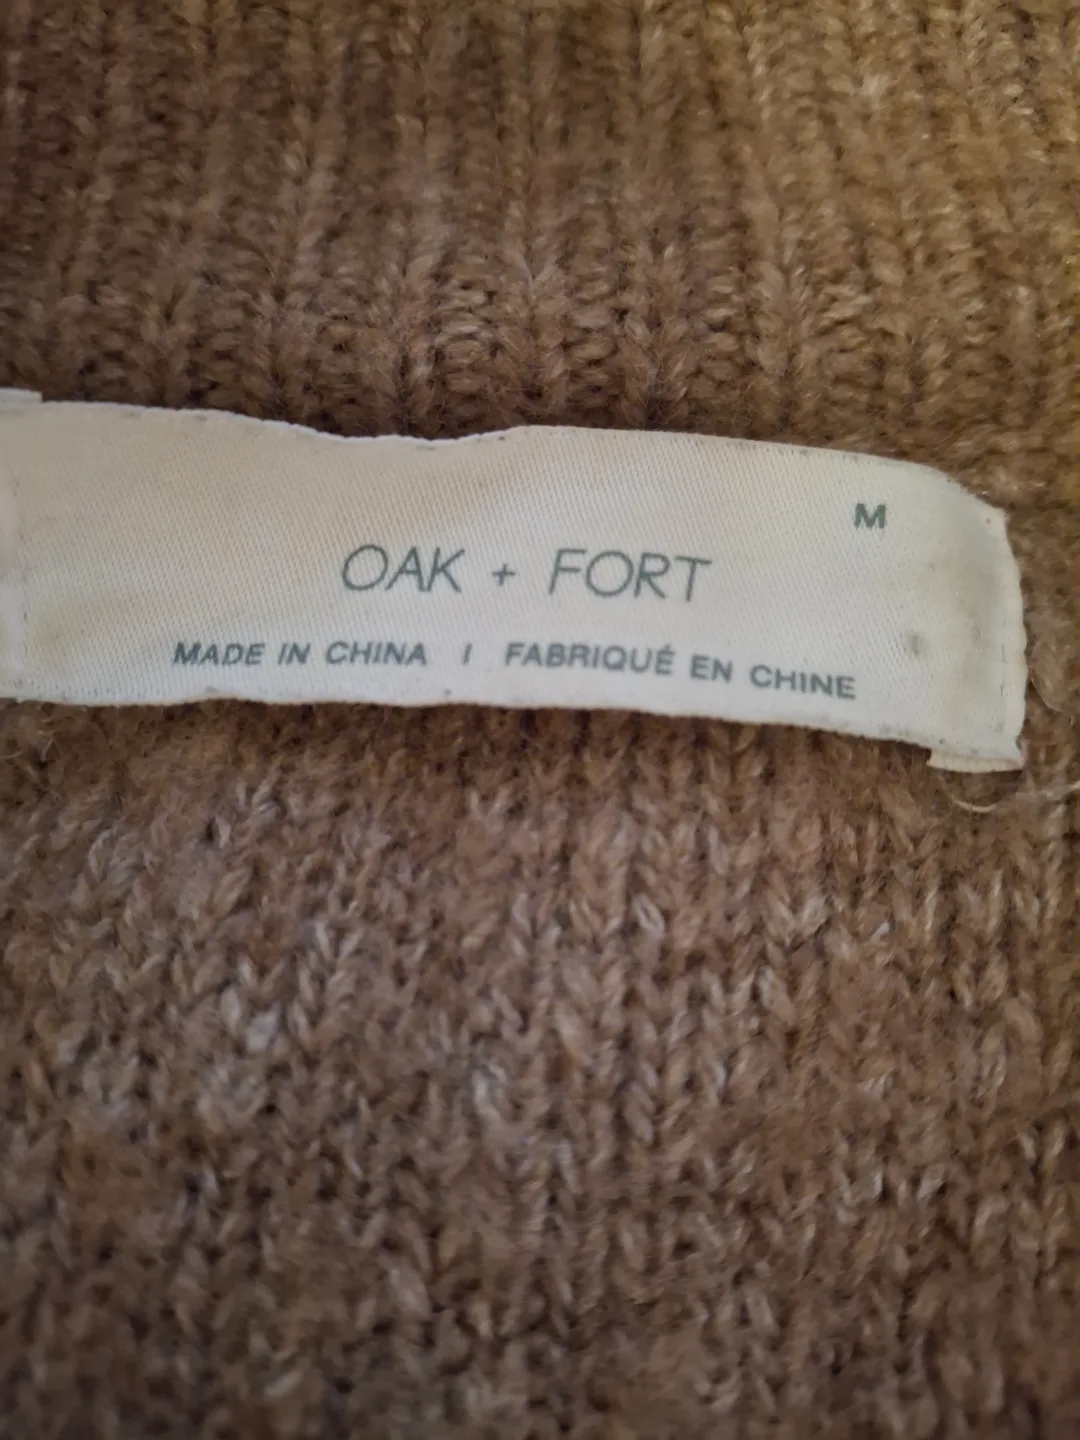 M
OAK + FORT
MADE IN CHINA | FABRIQUÉ EN CHINE